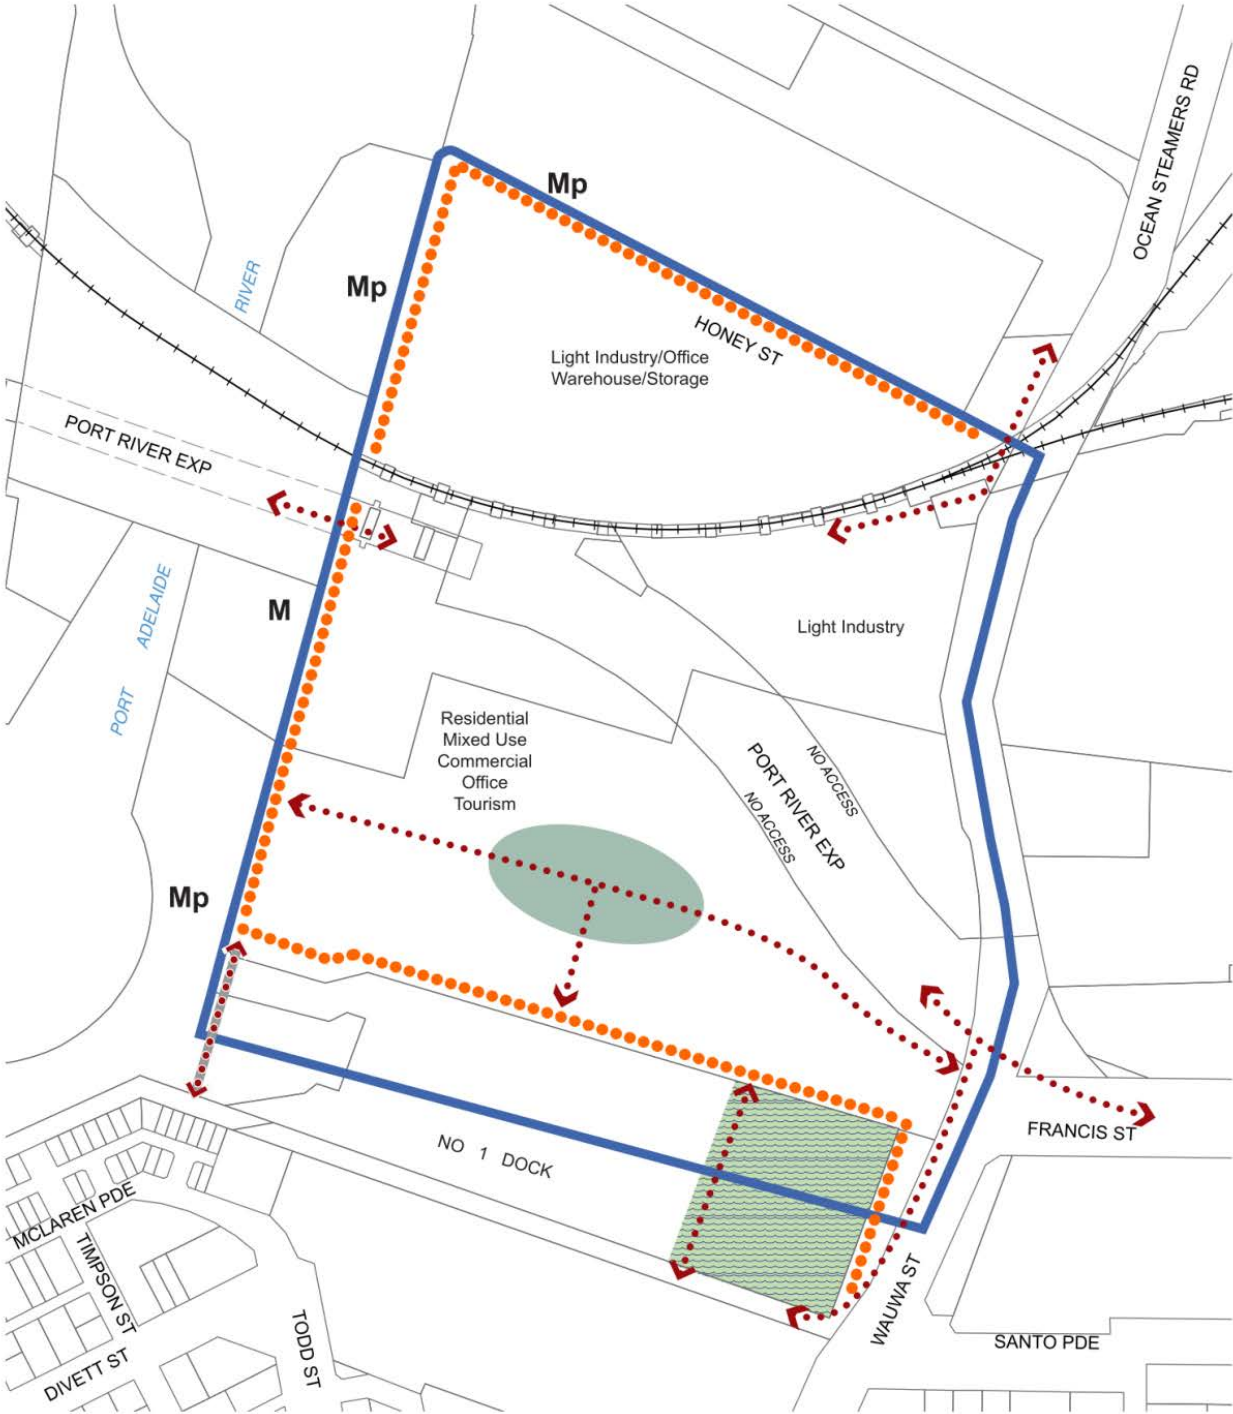 OCEAN STEAMERS RD
Mp
Mp
RIVER
HONEY ST
Light Industry/Office
Warehouse/Storage
PORT RIVER EXP
M
ADELAIDE
PORT
Light Industry
Residential
Mixed Use
Commercial
Office
Tourism
NO ACCESS
PORT RIVER EXP
NO ACCESS
Mp
NO 1 DOCK
FRANCIS ST
MCLAREN PDE
TIMPSON ST
DIVETT ST
TODD ST
WAUWA ST
SANTO PDE